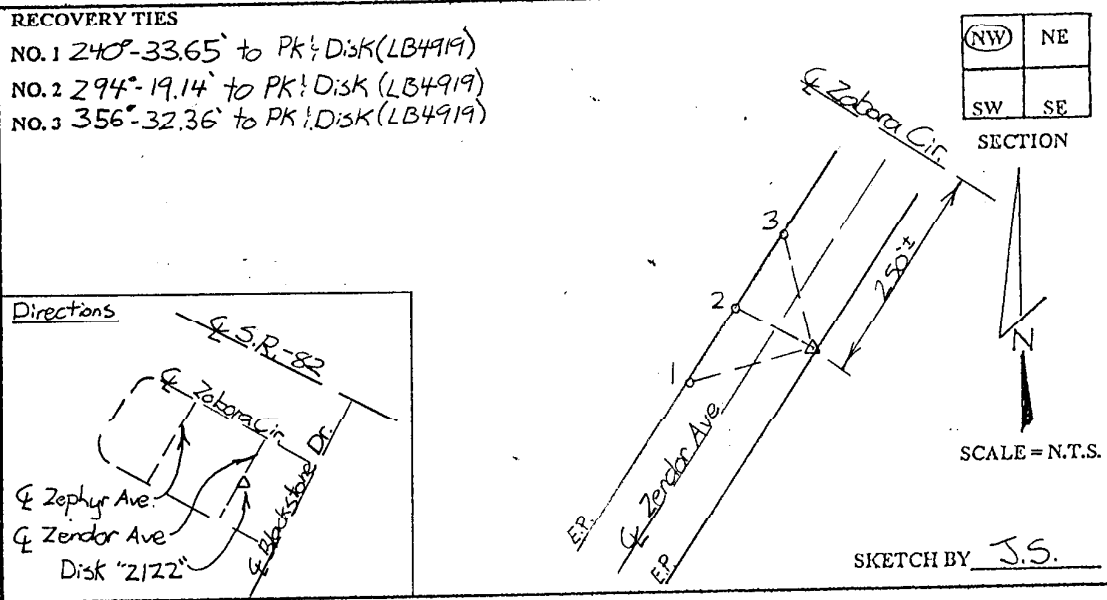 RECOVERY TIES
NO. 1 240°-33.65' to PK & Disk (LB4919)
NO. 2 294°-19.14' to PK & Disk (LB4919)
NO. 3 356°-32.36' to PK & Disk (LB4919)
NW NE
SW SE
SECTION
℄ Zobora Cir.
3
2
1
250'±
N
SCALE = N.T.S.
℄ Zendor Ave.
E.P.
E.P.
SKETCH BY J.S.
Directions
℄ S.R.-82
℄ Zobora Cir.
℄ Blackstone Dr.
℄ Zephyr Ave.
℄ Zendor Ave
Disk "2122"